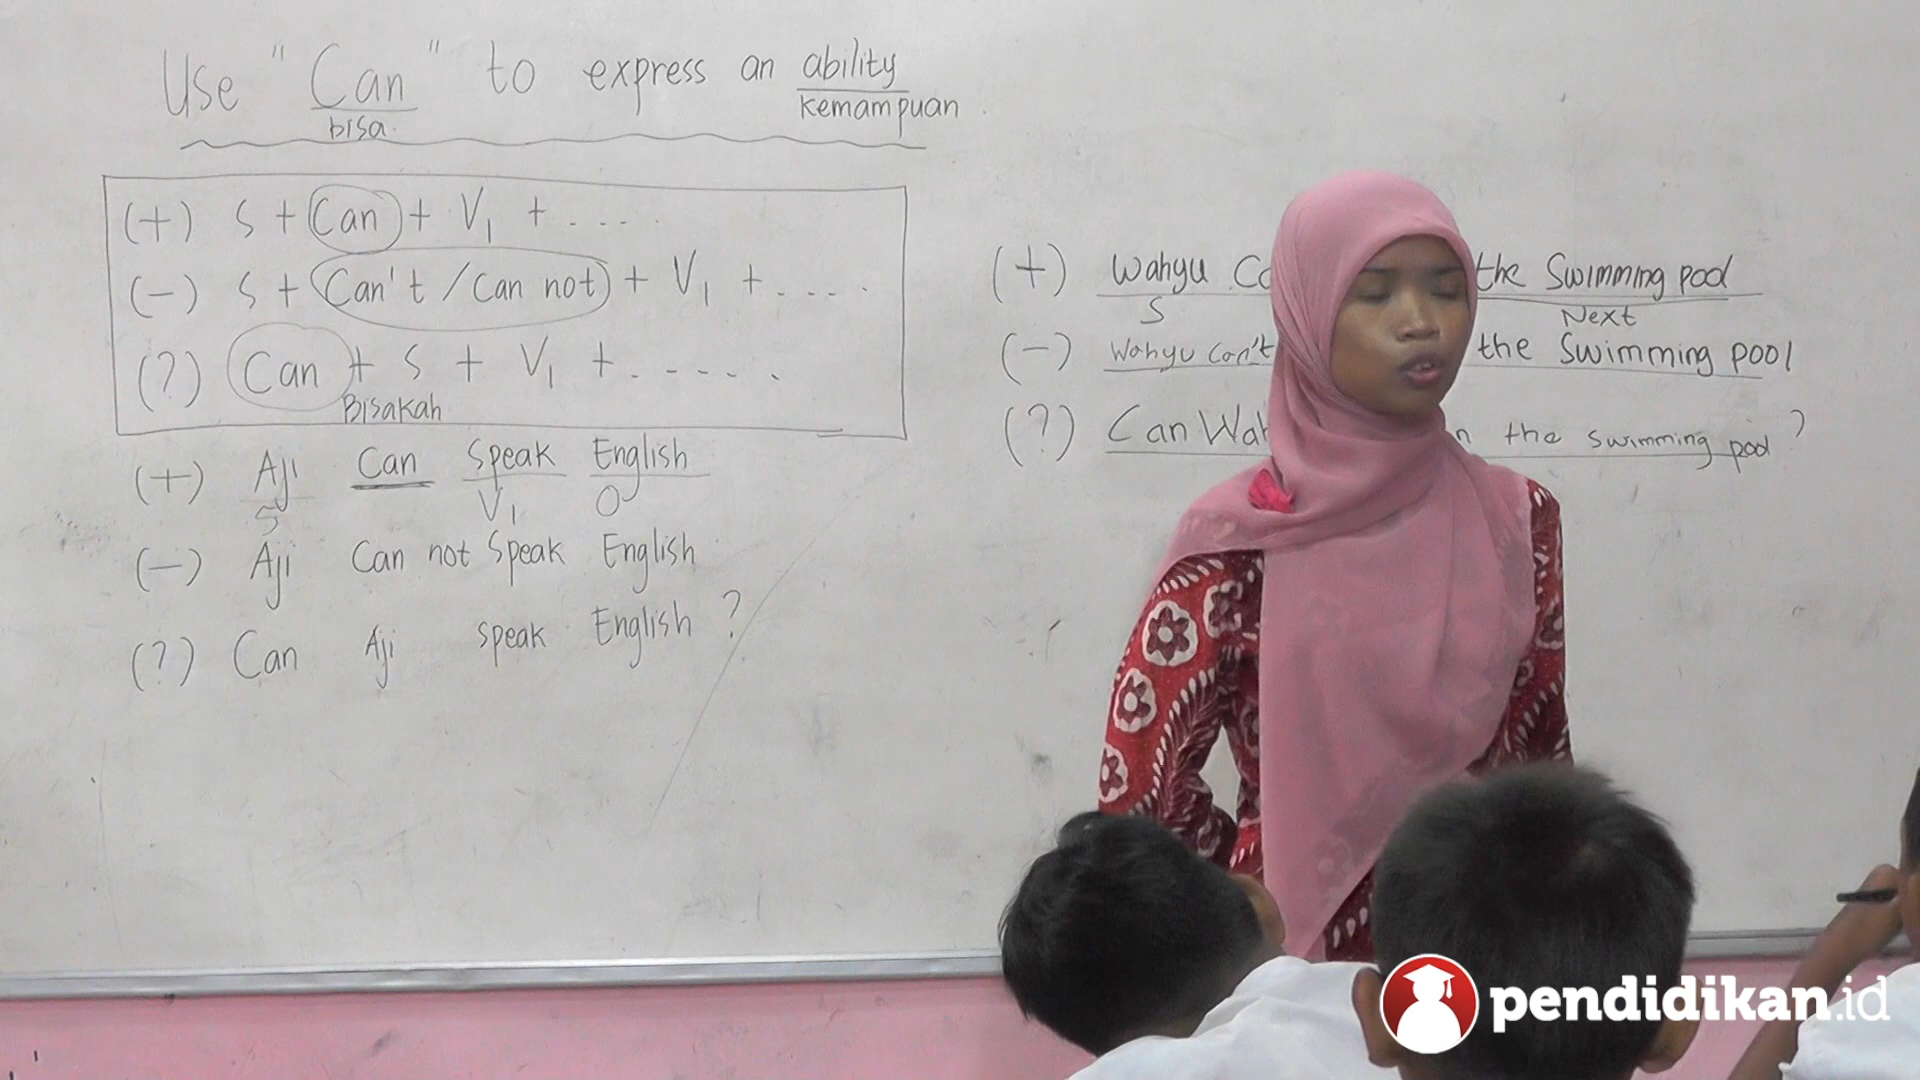 Use "Can" to express an ability
bisa. kemampuan
(+) S + Can + V1 + ....
(-) S + Can't / Can not + V1 + ....
(?) Can + S + V1 + .....
Bisakah
(+) Aji Can Speak English
S V1 O
(-) Aji Can not Speak English
(?) Can Aji speak English ?
(+) Wahyu the Swimming pool
S Next
(-) Wahyu Can't the Swimming pool
(?) Can the swimming pool ?
pendidikan.id